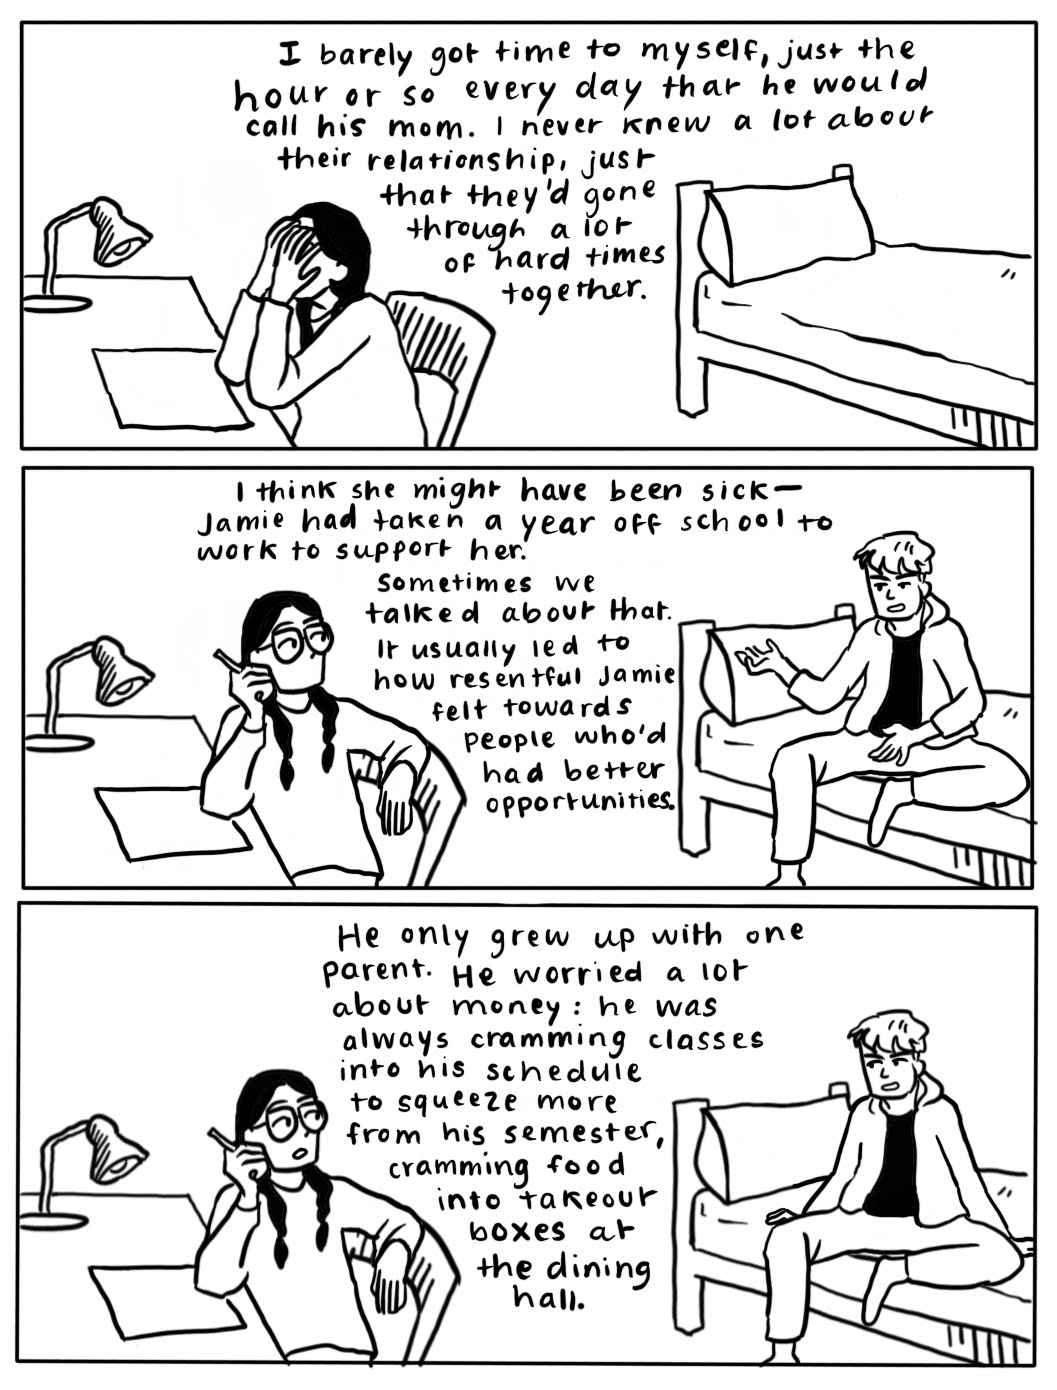 I barely got time to myself, just the
hour or so every day that he would
call his mom. I never knew a lot about
their relationship, just
that they'd gone
through a lot
of hard times
together.
I think she might have been sick—
Jamie had taken a year off school to
work to support her.
Sometimes we
talked about that.
It usually led to
how resentful Jamie
felt towards
people who'd
had better
opportunities.
He only grew up with one
parent. He worried a lot
about money: he was
always cramming classes
into his schedule
to squeeze more
from his semester,
cramming food
into takeout
boxes at
the dining
hall.